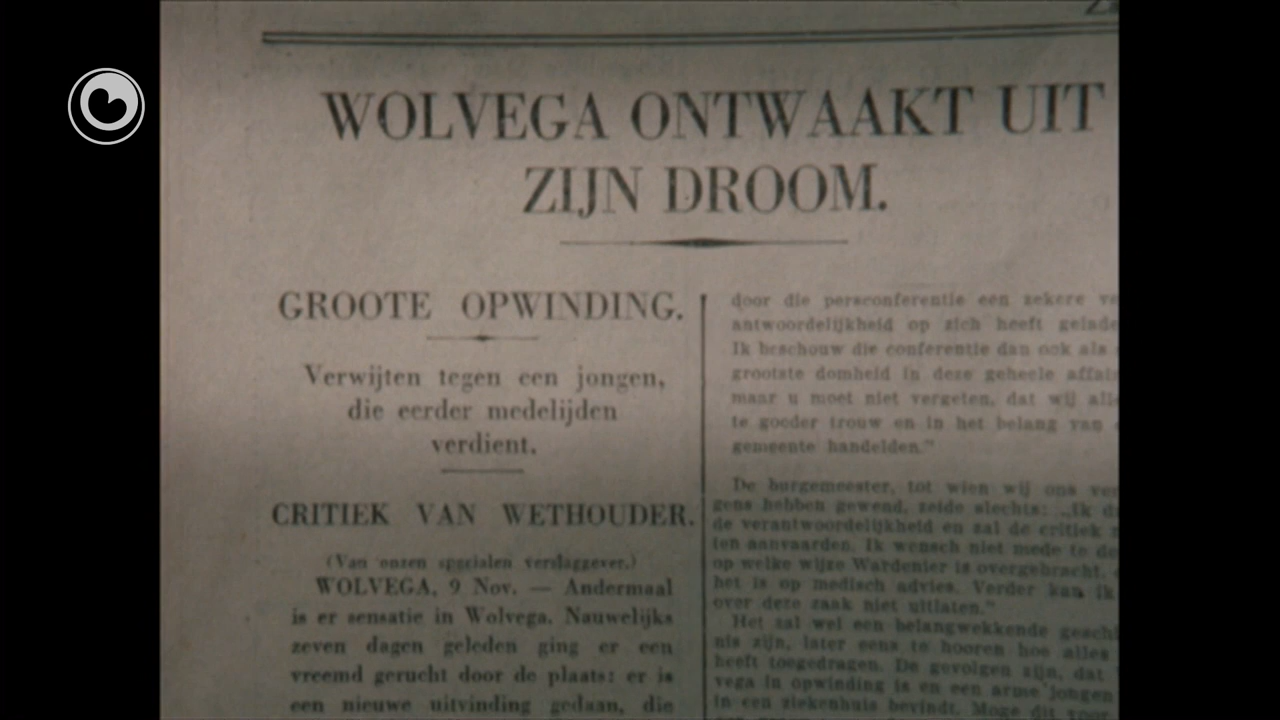 WOLVEGA ONTWAAKT UIT
ZIJN DROOM.
GROOTE OPWINDING.
Verwijten tegen een jongen,
die eerder medelijden
verdient.
CRITIEK VAN WETHOUDER.
(Van onzen specialen verslaggever.)
WOLVEGA, 9 Nov. — Andermaal
is er sensatie in Wolvega. Nauwelijks
zeven dagen geleden ging er een
vreemd gerucht door de plaats: er is
een nieuwe uitvinding gedaan, die
door die persconferentie een zekere ve
antwoordelijkheid op zich heeft gelade
Ik beschouw die conferentie dan ook als
grootste domheid in deze geheele affai
maar u moet niet vergeten, dat wij alle
te goeder trouw en in het belang van
gemeente handelden."
De burgemeester, tot wien wij ons ver
gens hebben gewend, zeide slechts: „Ik d
de verantwoordelijkheid en zal de critiek
ten aanvaarden. Ik wensch niet mede te de
op welke wijze Wardenier is overgebracht,
het is op medisch advies. Verder kan ik
over deze zaak niet uitlaten."
Het zal wel een belangwekkende geschi
nis zijn, later eens te hooren hoe alles
heeft toegedragen. De gevolgen zijn, dat
vega in opwinding is en een arme jongen
in een ziekenhuis bevindt. Moge dit voor